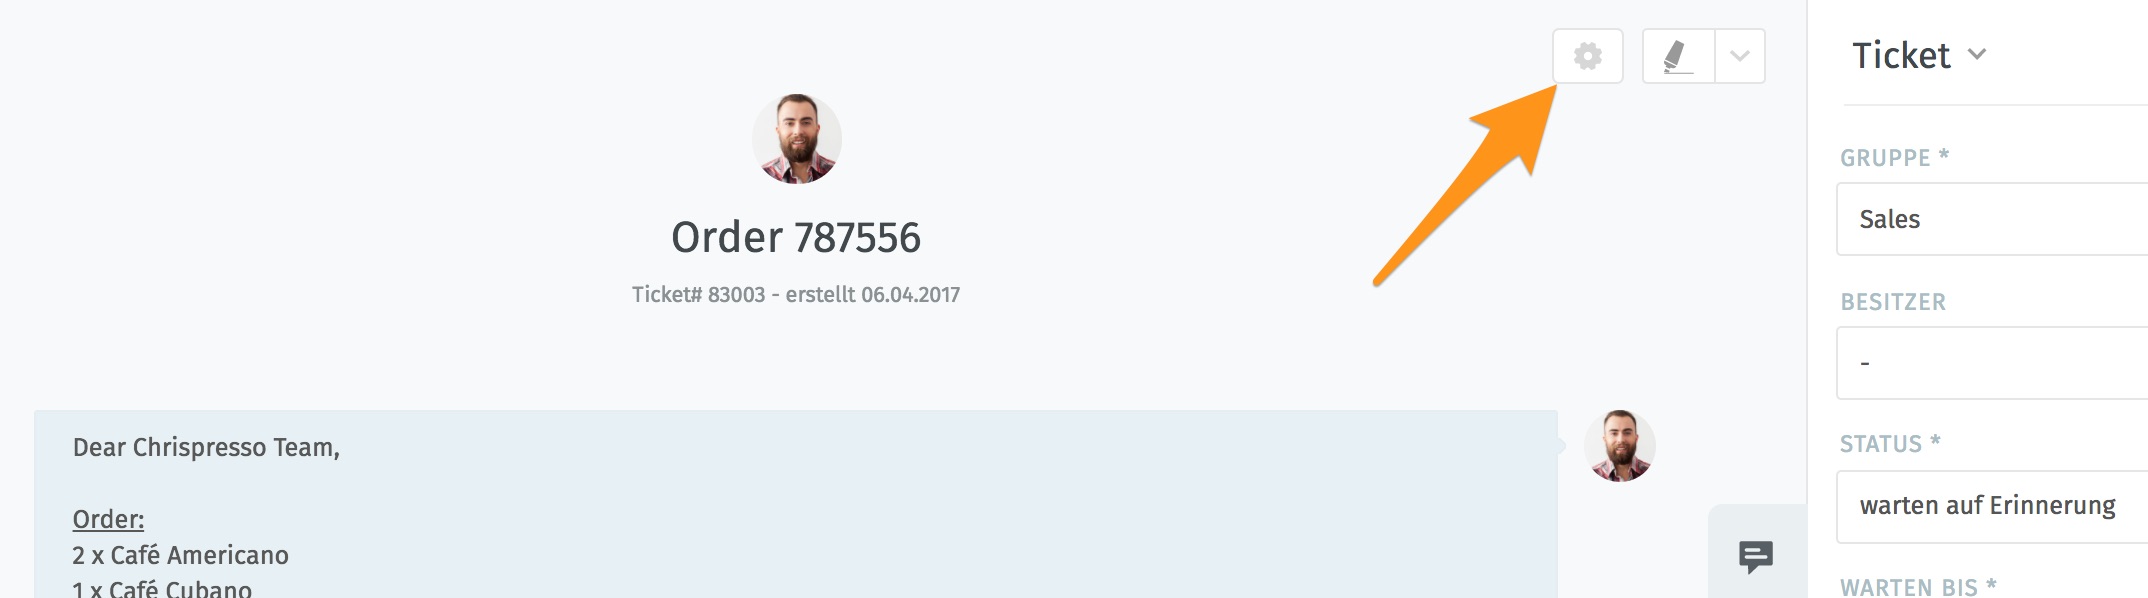 Order 787556
Ticket# 83003 - erstellt 06.04.2017
Dear Chrispresso Team,
Order:
2 x Café Americano
1 x Café Cubano
Ticket
GRUPPE *
Sales
BESITZER
-
STATUS *
warten auf Erinnerung
WARTEN BIS *